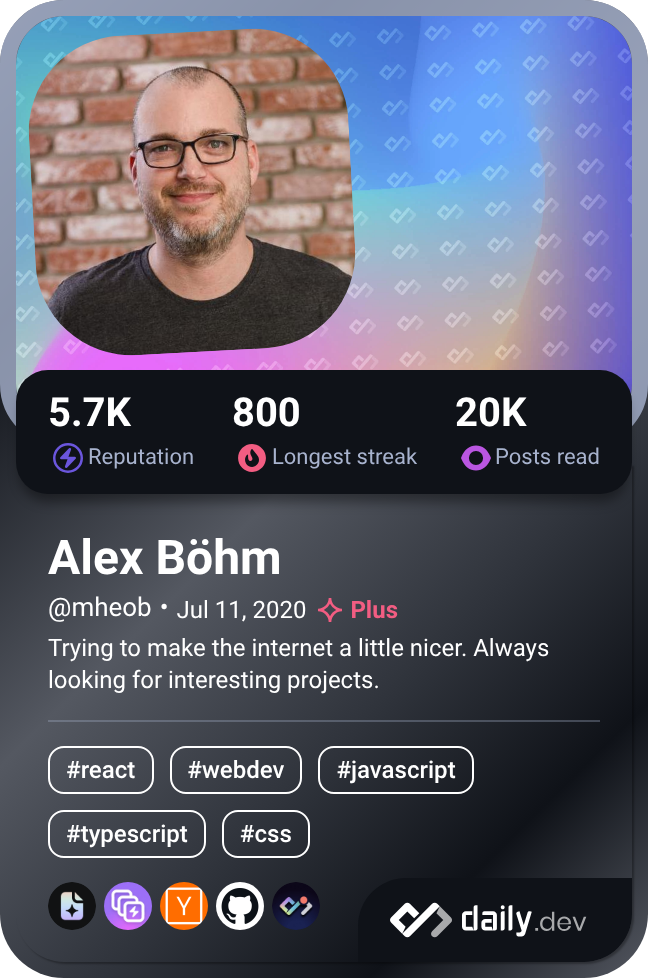 5.7K 800 20K
Reputation Longest streak Posts read
Alex Böhm
@mheob • Jul 11, 2020 Plus
Trying to make the internet a little nicer. Always
looking for interesting projects.
#react #webdev #javascript
#typescript #css
Y
daily.dev